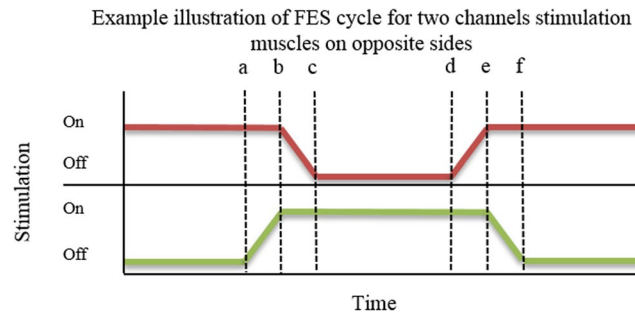 Example illustration of FES cycle for two channels stimulation
muscles on opposite sides
a b c d e f
On
Off
On
Off
Stimulation
Time